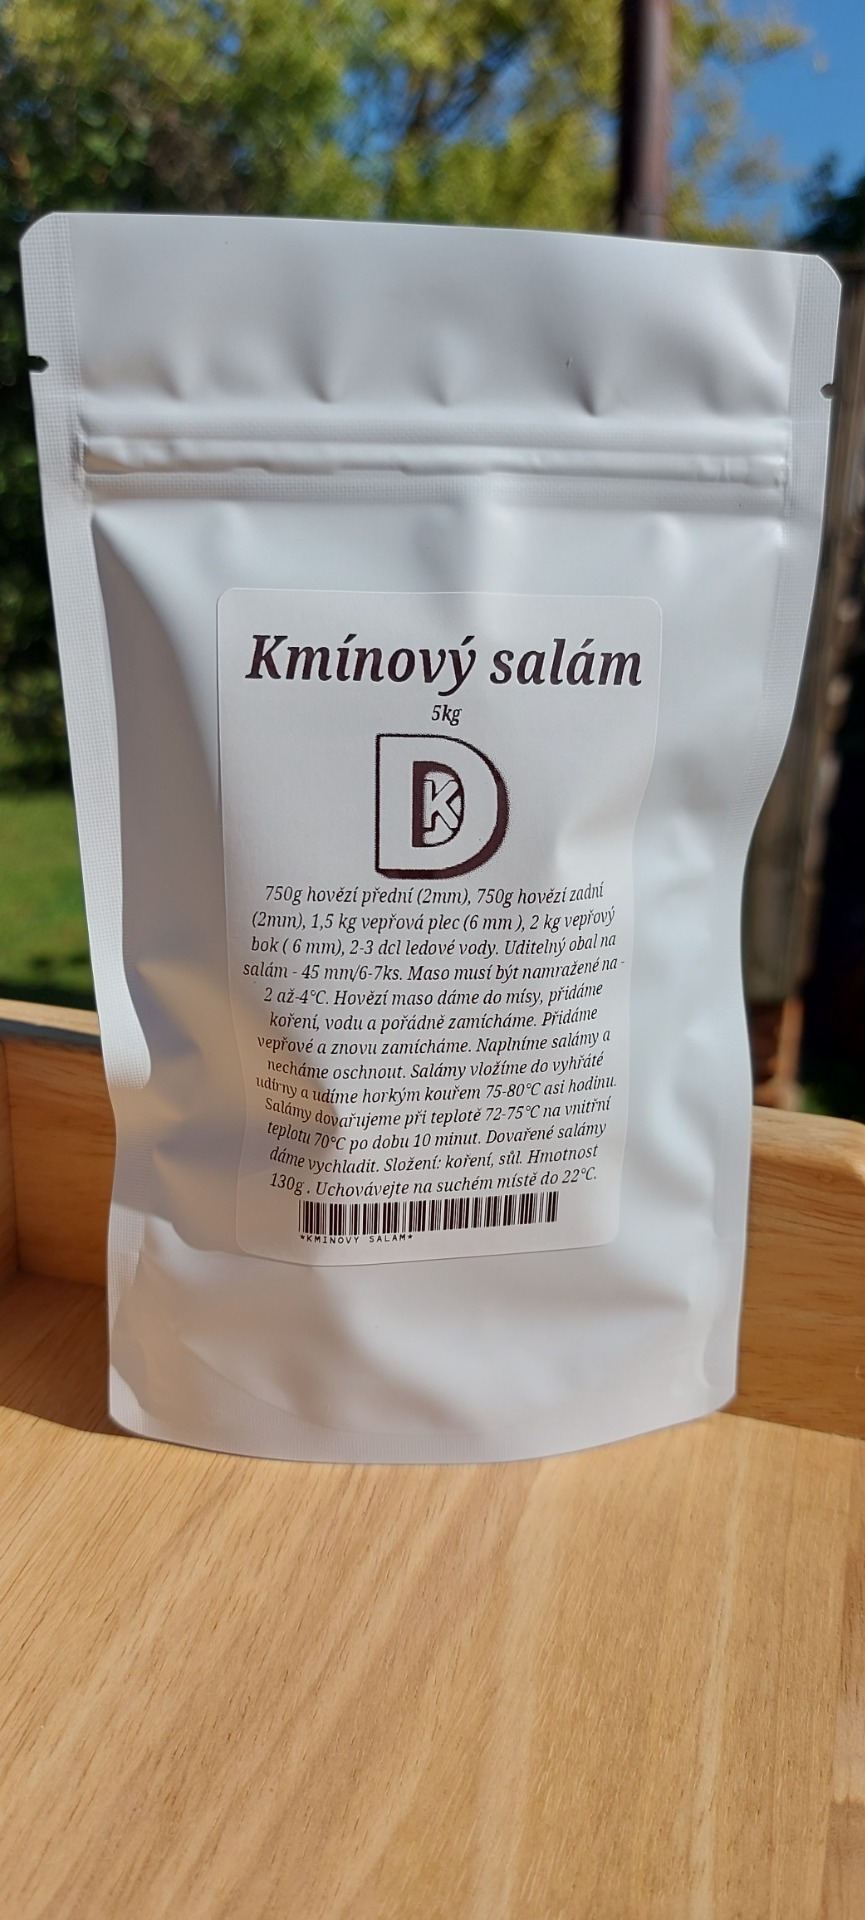 Kmínový salám
5kg
DK
750g hovězí přední (2mm), 750g hovězí zadní
(2mm), 1,5 kg vepřová plec (6 mm ), 2 kg vepřový
bok ( 6 mm), 2-3 dcl ledové vody. Uditelný obal na
salám - 45 mm/6-7ks. Maso musí být namražené na -
2 až-4°C. Hovězí maso dáme do mísy, přidáme
koření, vodu a pořádně zamícháme. Přidáme
vepřové a znovu zamícháme. Naplníme salámy a
necháme oschnout. Salámy vložíme do vyhřáté
udírny a udíme horkým kouřem 75-80°C asi hodinu.
Salámy dovařujeme při teplotě 72-75°C na vnitřní
teplotu 70°C po dobu 10 minut. Dovařené salámy
dáme vychladit. Složení: koření, sůl. Hmotnost
130g . Uchovávejte na suchém místě do 22°C.
*KMINOVY SALAM*